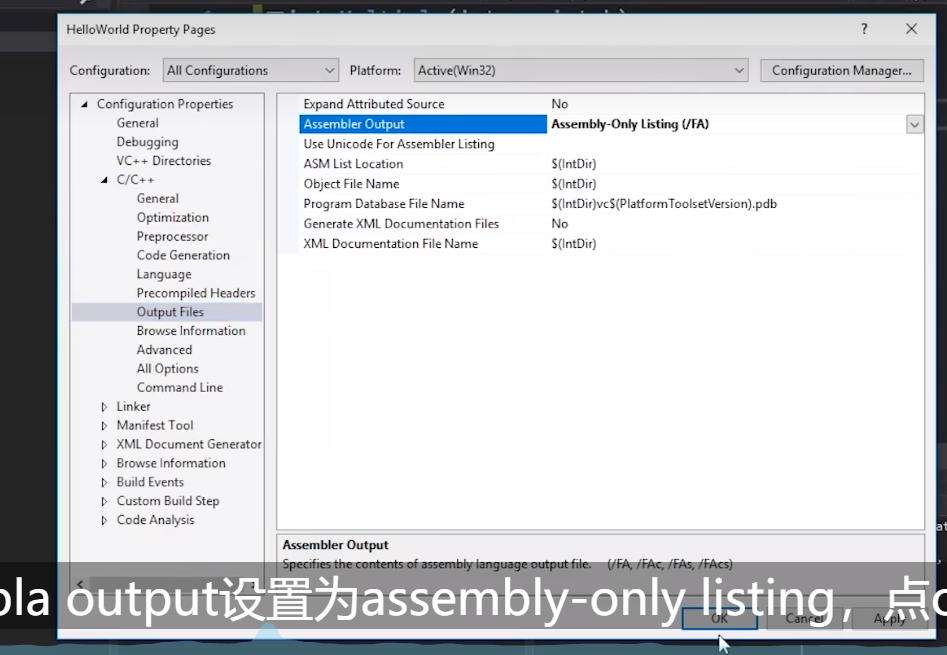 HelloWorld Property Pages
Configuration: All Configurations Platform: Active(Win32) Configuration Manager...
Configuration Properties
General
Debugging
VC++ Directories
C/C++
General
Optimization
Preprocessor
Code Generation
Language
Precompiled Headers
Output Files
Browse Information
Advanced
All Options
Command Line
Linker
Manifest Tool
XML Document Generator
Browse Information
Build Events
Custom Build Step
Code Analysis
Expand Attributed Source No
Assembler Output Assembly-Only Listing (/FA)
Use Unicode For Assembler Listing
ASM List Location $(IntDir)
Object File Name $(IntDir)
Program Database File Name $(IntDir)vc$(PlatformToolsetVersion).pdb
Generate XML Documentation Files No
XML Documentation File Name $(IntDir)
Assembler Output
Specifies the contents of assembly language output file. (/FA, /FAc, /FAs, /FAcs)
bla output设置为assembly-only listing，点
OK Cancel Apply